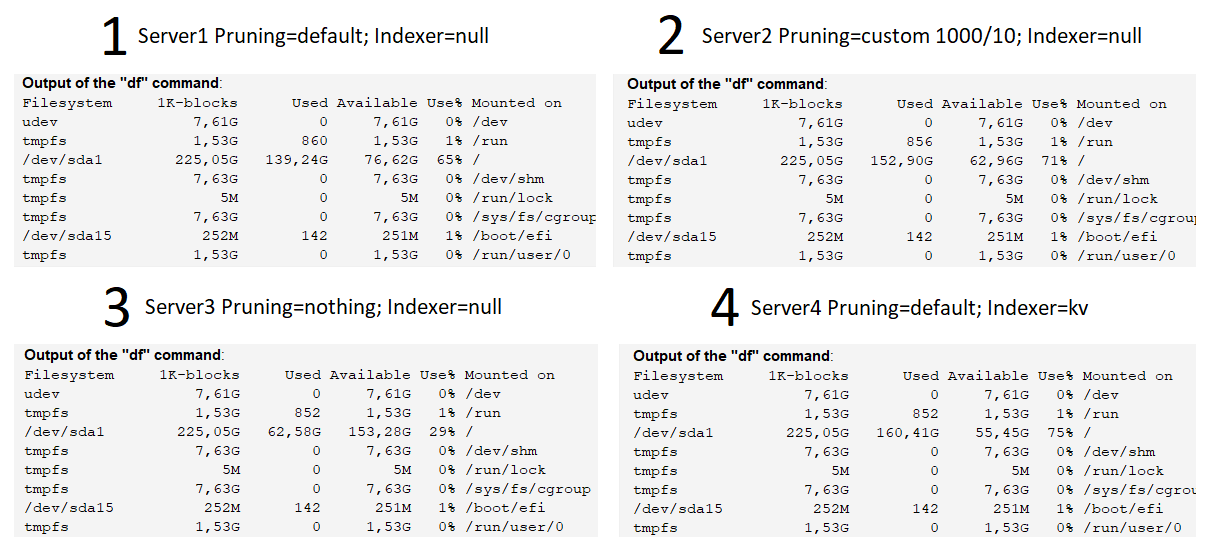 1 Server1 Pruning=default; Indexer=null
Output of the "df" command:
Filesystem 1K-blocks Used Available Use% Mounted on
udev 7,61G 0 7,61G 0% /dev
tmpfs 1,53G 860 1,53G 1% /run
/dev/sda1 225,05G 139,24G 76,62G 65% /
tmpfs 7,63G 0 7,63G 0% /dev/shm
tmpfs 5M 0 5M 0% /run/lock
tmpfs 7,63G 0 7,63G 0% /sys/fs/cgroup
/dev/sda15 252M 142 251M 1% /boot/efi
tmpfs 1,53G 0 1,53G 0% /run/user/0
2 Server2 Pruning=custom 1000/10; Indexer=null
Output of the "df" command:
Filesystem 1K-blocks Used Available Use% Mounted on
udev 7,61G 0 7,61G 0% /dev
tmpfs 1,53G 856 1,53G 1% /run
/dev/sda1 225,05G 152,90G 62,96G 71% /
tmpfs 7,63G 0 7,63G 0% /dev/shm
tmpfs 5M 0 5M 0% /run/lock
tmpfs 7,63G 0 7,63G 0% /sys/fs/cgrou
/dev/sda15 252M 142 251M 1% /boot/efi
tmpfs 1,53G 0 1,53G 0% /run/user/0
3 Server3 Pruning=nothing; Indexer=null
Output of the "df" command:
Filesystem 1K-blocks Used Available Use% Mounted on
udev 7,61G 0 7,61G 0% /dev
tmpfs 1,53G 852 1,53G 1% /run
/dev/sda1 225,05G 62,58G 153,28G 29% /
tmpfs 7,63G 0 7,63G 0% /dev/shm
tmpfs 5M 0 5M 0% /run/lock
tmpfs 7,63G 0 7,63G 0% /sys/fs/cgroup
/dev/sda15 252M 142 251M 1% /boot/efi
tmpfs 1,53G 0 1,53G 0% /run/user/0
4 Server4 Pruning=default; Indexer=kv
Output of the "df" command:
Filesystem 1K-blocks Used Available Use% Mounted on
udev 7,61G 0 7,61G 0% /dev
tmpfs 1,53G 852 1,53G 1% /run
/dev/sda1 225,05G 160,41G 55,45G 75% /
tmpfs 7,63G 0 7,63G 0% /dev/shm
tmpfs 5M 0 5M 0% /run/lock
tmpfs 7,63G 0 7,63G 0% /sys/fs/cgrou
/dev/sda15 252M 142 251M 1% /boot/efi
tmpfs 1,53G 0 1,53G 0% /run/user/0